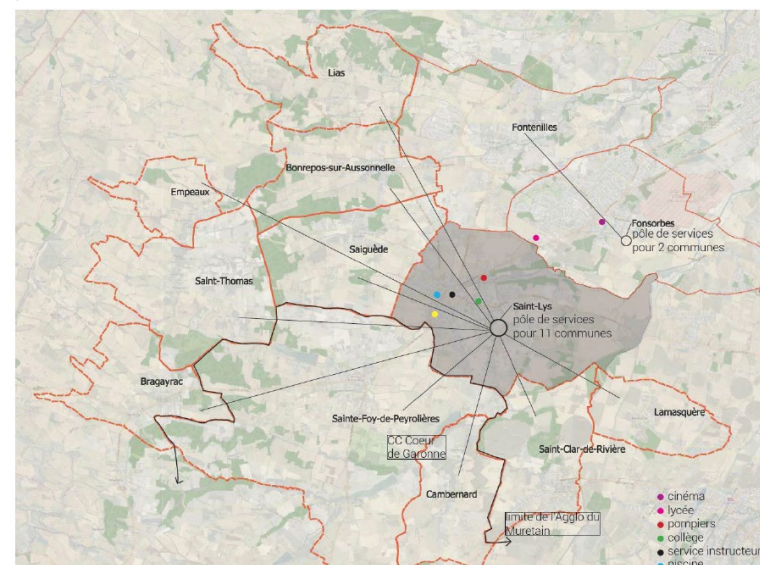 Lias
Fontenilles
Bonrepos-sur-Aussonnelle
Empeaux
Fonsorbes
pôle de services
pour 2 communes
Saiguède
Saint-Thomas
Saint-Lys
pôle de services
pour 11 communes
Bragayrac
Sainte-Foy-de-Peyrolières
Lamasquère
CC Coeur
de Garonne
Saint-Clar-de-Rivière
Cambernard
limite de l'Agglo du
Muretain
cinéma
lycée
pompiers
collège
service instructeur
piscine